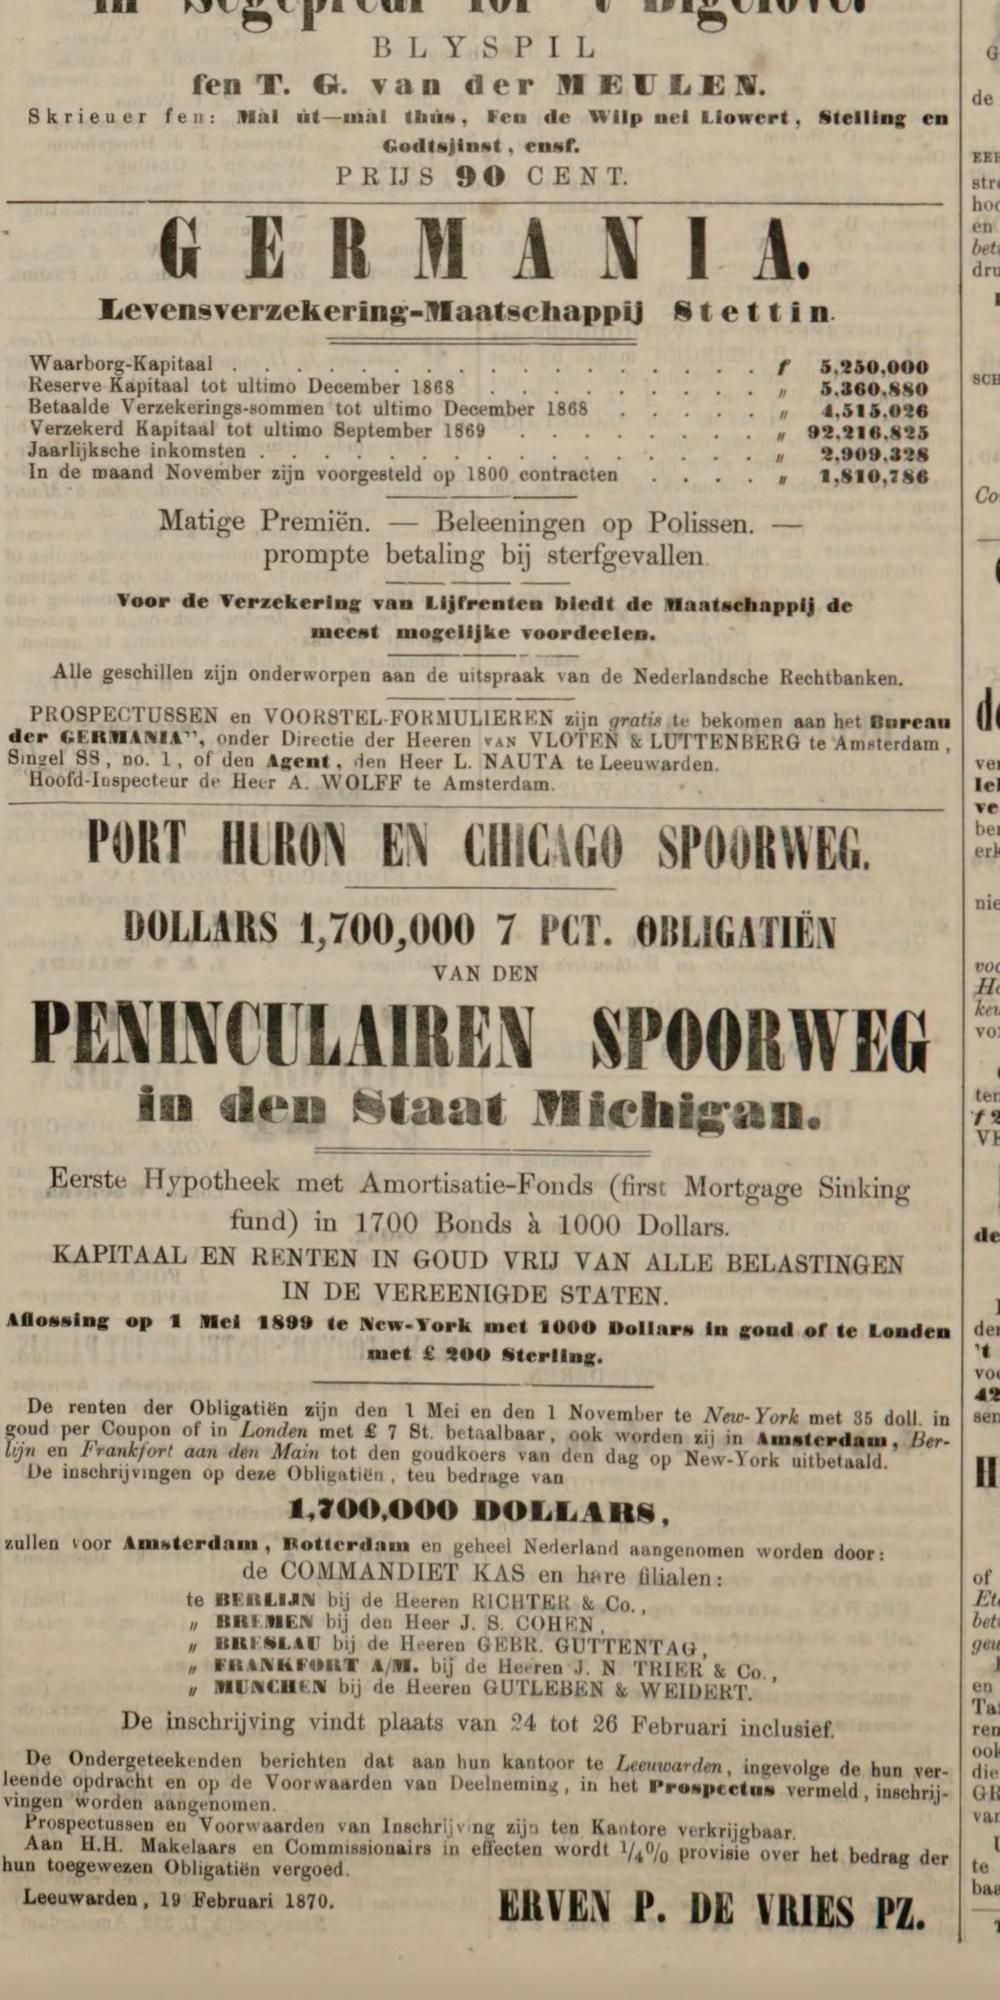 BLYSPIL
fen T. G. van der MEULEN.
Skrieuer fen: Mal út—mál thús, Fen de Wilp nei Liowert, Stelling en
Godtsjinst, ensf.
PRIJS 90 CENT.
GERMANIA.
Levensverzekering-Maatschappij Stettin.
Waarborg-Kapitaal . . . . . . . . . . . . . f 5,250,000
Reserve Kapitaal tot ultimo December 1868 . . . . . . . „ 5,360,880
Betaalde Verzekerings-sommen tot ultimo December 1868 . . . . „ 4,515,026
Verzekerd Kapitaal tot ultimo September 1869 . . . . . . . „ 92,216,825
Jaarlijksche inkomsten . . . . . . . . . . . . „ 2,909,328
In de maand November zijn voorgesteld op 1800 contracten . . . . „ 1,810,786
Matige Premiën. — Beleeningen op Polissen. —
prompte betaling bij sterfgevallen.
Voor de Verzekering van Lijfrenten biedt de Maatschappij de
meest mogelijke voordeelen.
Alle geschillen zijn onderworpen aan de uitspraak van de Nederlandsche Rechtbanken.
PROSPECTUSSEN en VOORSTEL-FORMULIEREN zijn gratis te bekomen aan het Bureau
der GERMANIA”, onder Directie der Heeren VAN VLOTEN & LUTTENBERG te Amsterdam,
Singel SS, no. 1, of den Agent, den Heer L. NAUTA te Leeuwarden.
Hoofd-Inspecteur de Heer A. WOLFF te Amsterdam.
PORT HURON EN CHICAGO SPOORWEG.
DOLLARS 1,700,000 7 PCT. OBLIGATIËN
VAN DEN
PENINCULAIREN SPOORWEG
in den Staat Michigan.
Eerste Hypotheek met Amortisatie-Fonds (first Mortgage Sinking
fund) in 1700 Bonds à 1000 Dollars.
KAPITAAL EN RENTEN IN GOUD VRIJ VAN ALLE BELASTINGEN
IN DE VEREENIGDE STATEN.
Aflossing op 1 Mei 1899 te New-York met 1000 Dollars in goud of te Londen
met £ 200 Sterling.
De renten der Obligatiën zijn den 1 Mei en den 1 November te New-York met 35 doll. in
goud per Coupon of in Londen met £ 7 St. betaalbaar, ook worden zij in Amsterdam, Ber-
lijn en Frankfort aan den Main tot den goudkoers van den dag op New-York uitbetaald.
De inschrijvingen op deze Obligatiën, teu bedrage van
1,700,000 DOLLARS,
zullen voor Amsterdam, Rotterdam en geheel Nederland aangenomen worden door:
de COMMANDIET KAS en hare filialen:
te BERLIJN bij de Heeren RICHTER & Co.,
„ BREMEN bij den Heer J. S. COHEN,
„ BRESLAU bij de Heeren GEBR. GUTTENTAG,
„ FRANKFORT A/M. bij de Heeren J. N. TRIER & Co.,
„ MUNCHEN bij de Heeren GUTLEBEN & WEIDERT.
De inschrijving vindt plaats van 24 tot 26 Februari inclusief.
De Ondergeteekenden berichten dat aan hun kantoor te Leeuwarden, ingevolge de hun ver-
leende opdracht en op de Voorwaarden van Deelneming, in het Prospectus vermeld, inschrij-
vingen worden aangenomen.
Prospectussen en Voorwaarden van Inschrijving zijn ten Kantore verkrijgbaar.
Aan H.H. Makelaars en Commissionairs in effecten wordt 1/4% provisie over het bedrag der
hun toegewezen Obligatiën vergoed.
Leeuwarden, 19 Februari 1870.
ERVEN P. DE VRIES PZ.